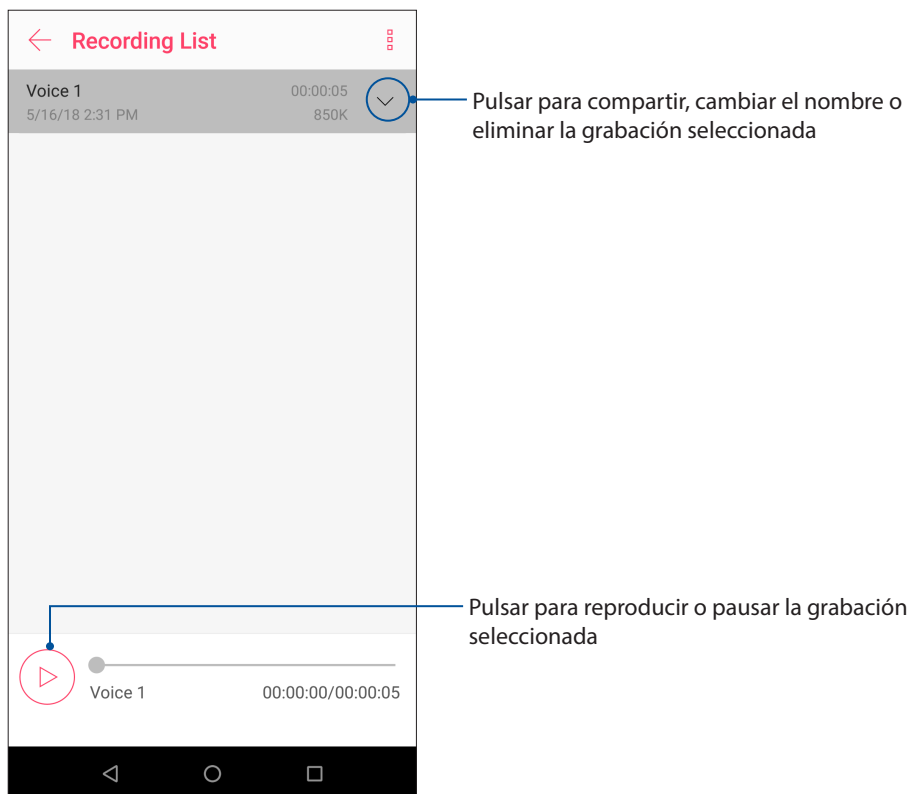 Recording List
Voice 1
00:00:05
5/16/18 2:31 PM
850K
Pulsar para compartir, cambiar el nombre o
eliminar la grabación seleccionada
Pulsar para reproducir o pausar la grabación
seleccionada
Voice 1
00:00:00/00:00:05